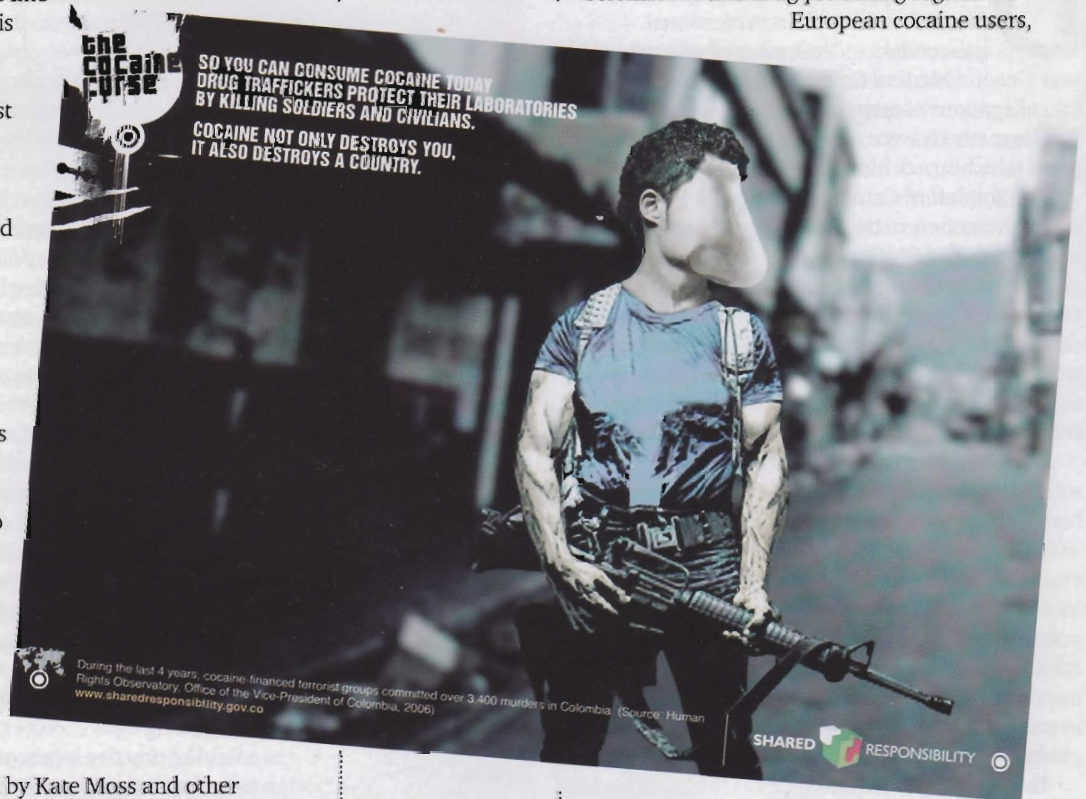 is
European cocaine users,
st
the
cocaine
curse
SO YOU CAN CONSUME COCAINE TODAY
DRUG TRAFFICKERS PROTECT THEIR LABORATORIES
BY KILLING SOLDIERS AND CIVILIANS.
COCAINE NOT ONLY DESTROYS YOU,
IT ALSO DESTROYS A COUNTRY.
d
s
During the last 4 years, cocaine-financed terrorist groups committed over 3.400 murders in Colombia. (Source: Human
Rights Observatory, Office of the Vice-President of Colombia, 2006)
www.sharedresponsibility.gov.co
SHARED RESPONSIBILITY
by Kate Moss and other